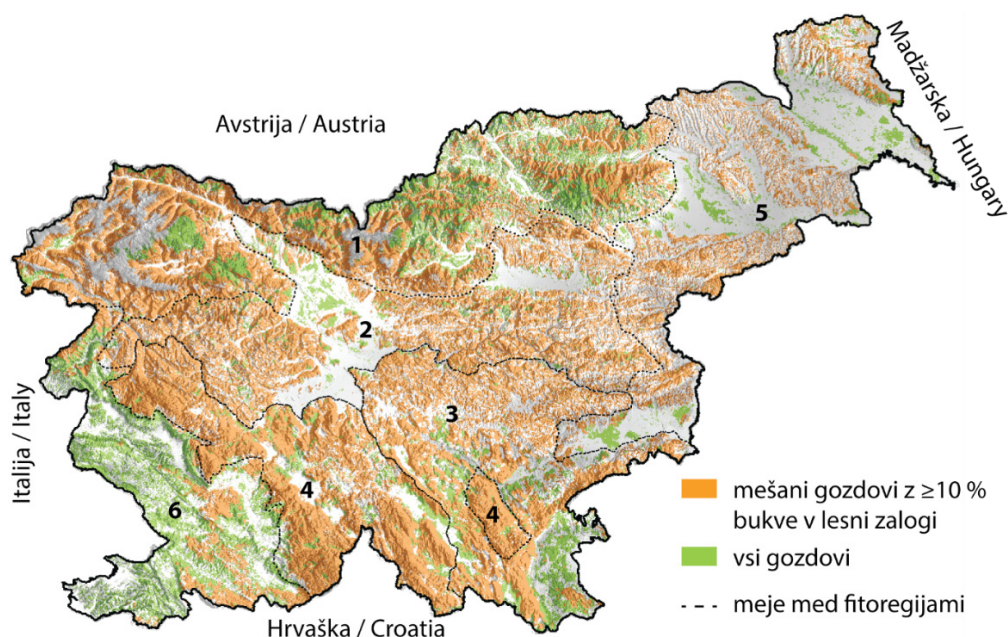 Avstrija / Austria
Madžarska / Hungary
Italija / Italy
Hrvaška / Croatia
1
2
3
4
4
5
6
mešani gozdovi z ≥10 %
bukve v lesni zalogi
vsi gozdovi
meje med fitoregijami